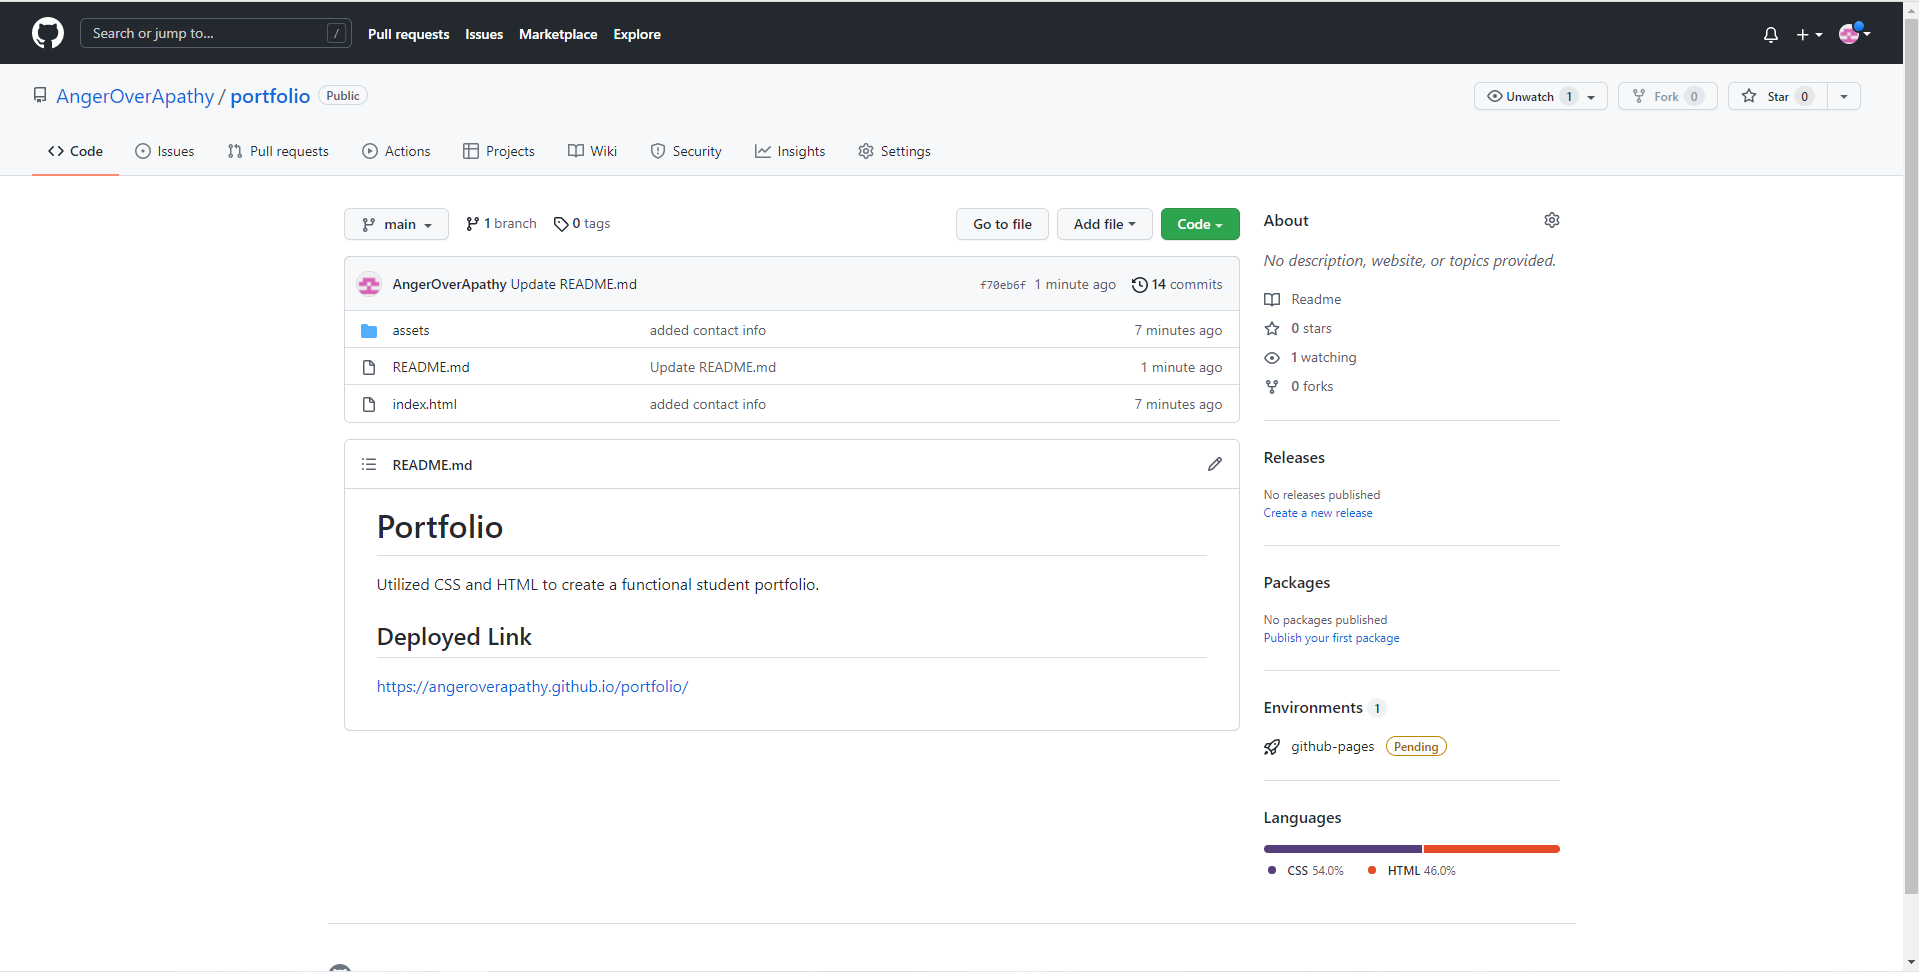 Search or jump to... /
Pull requests Issues Marketplace Explore
AngerOverApathy / portfolio Public
Unwatch 1 Fork 0 Star 0
Code Issues Pull requests Actions Projects Wiki Security Insights Settings
main 1 branch 0 tags Go to file Add file Code
AngerOverApathy Update README.md f70eb6f 1 minute ago 14 commits
assets added contact info 7 minutes ago
README.md Update README.md 1 minute ago
index.html added contact info 7 minutes ago
README.md
Portfolio
Utilized CSS and HTML to create a functional student portfolio.
Deployed Link
https://angeroverapathy.github.io/portfolio/
About
No description, website, or topics provided.
Readme
0 stars
1 watching
0 forks
Releases
No releases published
Create a new release
Packages
No packages published
Publish your first package
Environments 1
github-pages Pending
Languages
CSS 54.0% HTML 46.0%